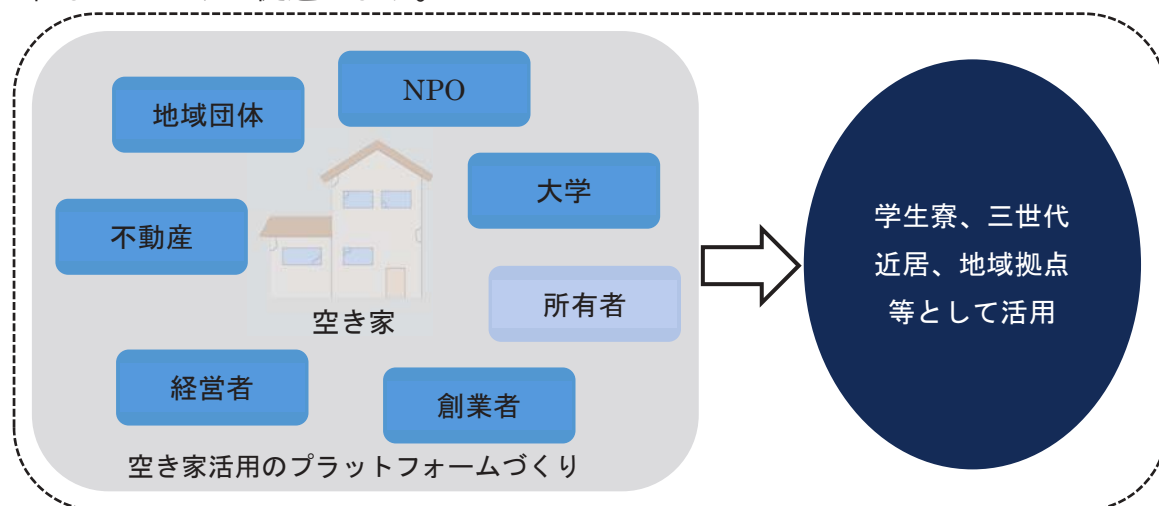 NPO
地域団体
大学
不動産
所有者
空き家
経営者
創業者
空き家活用のプラットフォームづくり
学生寮、三世代
近居、地域拠点
等として活用